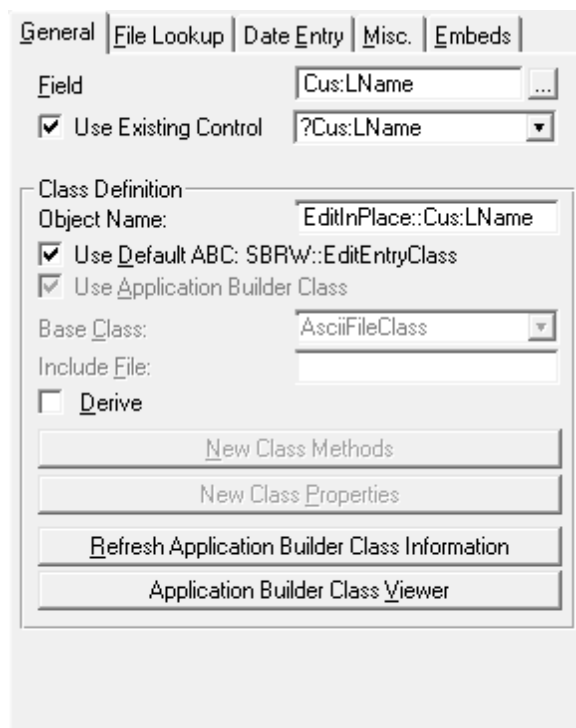 General File Lookup Date Entry Misc. Embeds
Field Cus:LName ...
Use Existing Control ?Cus:LName
Class Definition
Object Name: EditInPlace::Cus:LName
Use Default ABC: SBRW::EditEntryClass
Use Application Builder Class
Base Class: AsciiFileClass
Include File:
Derive
New Class Methods
New Class Properties
Refresh Application Builder Class Information
Application Builder Class Viewer